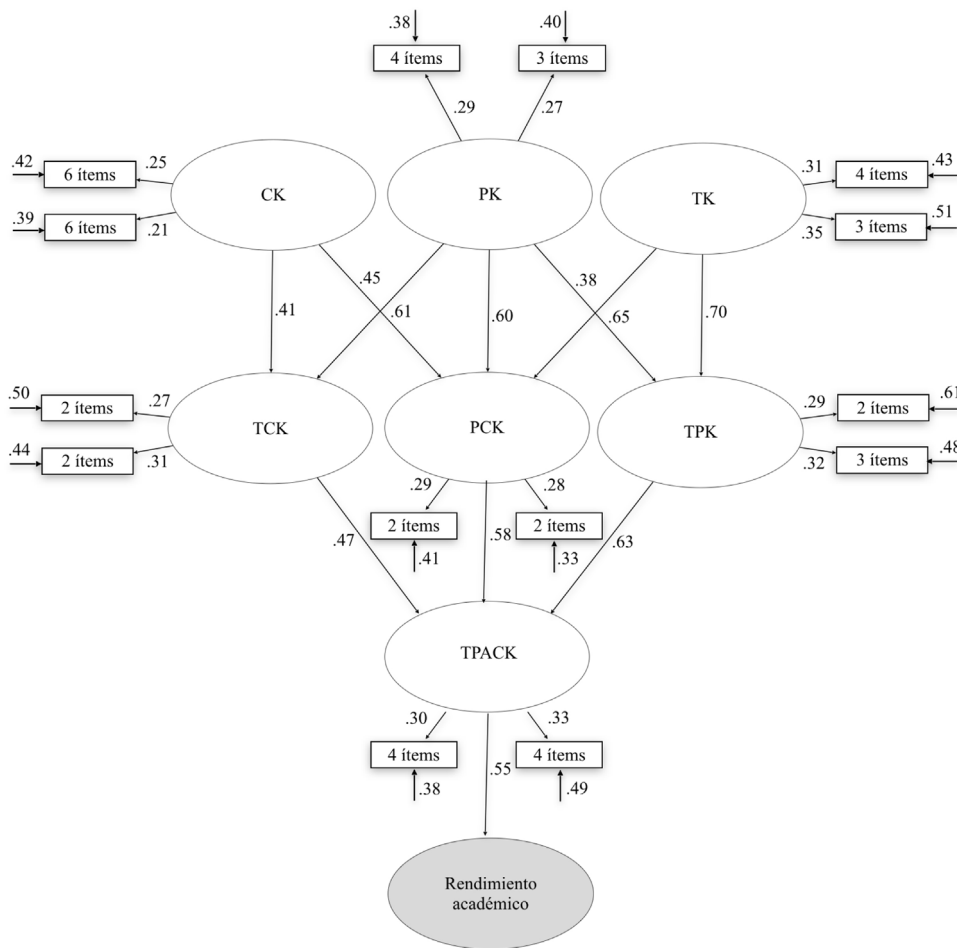 .38
.40
4 ítems
3 ítems
.29
.27
.42
.25
.31
.43
6 ítems
CK
PK
TK
4 ítems
.39
.21
.35
.51
6 ítems
3 ítems
.45
.38
.41
.61
.60
.65
.70
.50
.27
.29
.61
2 ítems
TCK
PCK
TPK
2 ítems
.44
.31
.32
.48
2 ítems
3 ítems
.29
.28
2 ítems
2 ítems
.47
.58
.63
.41
.33
TPACK
.30
.33
4 ítems
4 ítems
.55
.38
.49
Rendimiento
académico